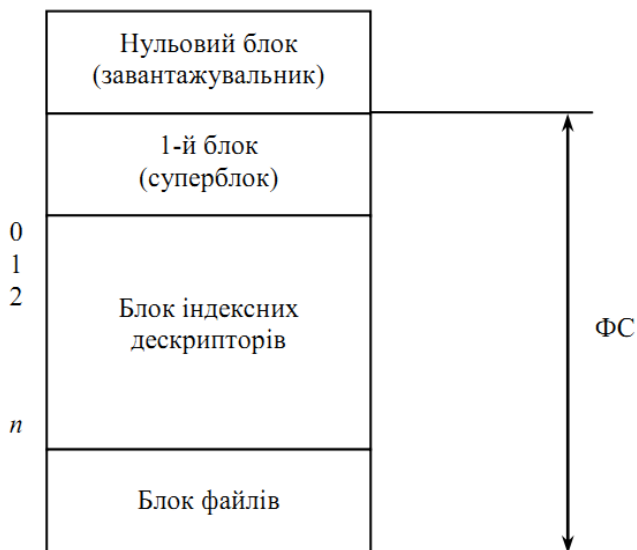 Нульовий блок
(завантажувальник)
1-й блок
(суперблок)
0
1
2
n
Блок індексних
дескрипторів
ФС
Блок файлів